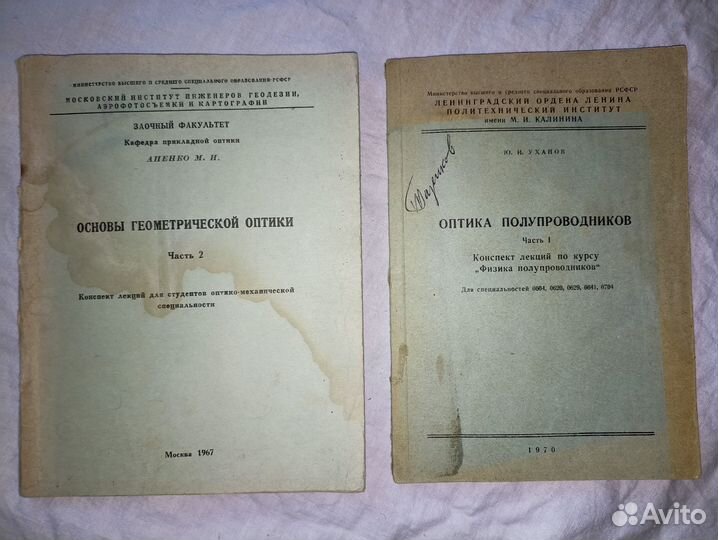 МИНИСТЕРСТВО ВЫСШЕГО И СРЕДНЕГО СПЕЦИАЛЬНОГО ОБРАЗОВАНИЯ РСФСР
МОСКОВСКИЙ ИНСТИТУТ ИНЖЕНЕРОВ ГЕОДЕЗИИ,
АЭРОФОТОСЪЕМКИ И КАРТОГРАФИИ
ЗАОЧНЫЙ ФАКУЛЬТЕТ
Кафедра прикладной оптики
АПЕНКО М. И.
ОСНОВЫ ГЕОМЕТРИЧЕСКОЙ ОПТИКИ
Часть 2
Конспект лекций для студентов оптико-механической
специальности
Москва 1967
Министерство высшего и среднего специального образования РСФСР
ЛЕНИНГРАДСКИЙ ОРДЕНА ЛЕНИНА
ПОЛИТЕХНИЧЕСКИЙ ИНСТИТУТ
имени М. И. КАЛИНИНА
Ю. И. УХАНОВ
ОПТИКА ПОЛУПРОВОДНИКОВ
Часть I
Конспект лекций по курсу
„Физика полупроводников"
Для специальностей 0604, 0620, 0629, 0641, 0704
1970
Avito